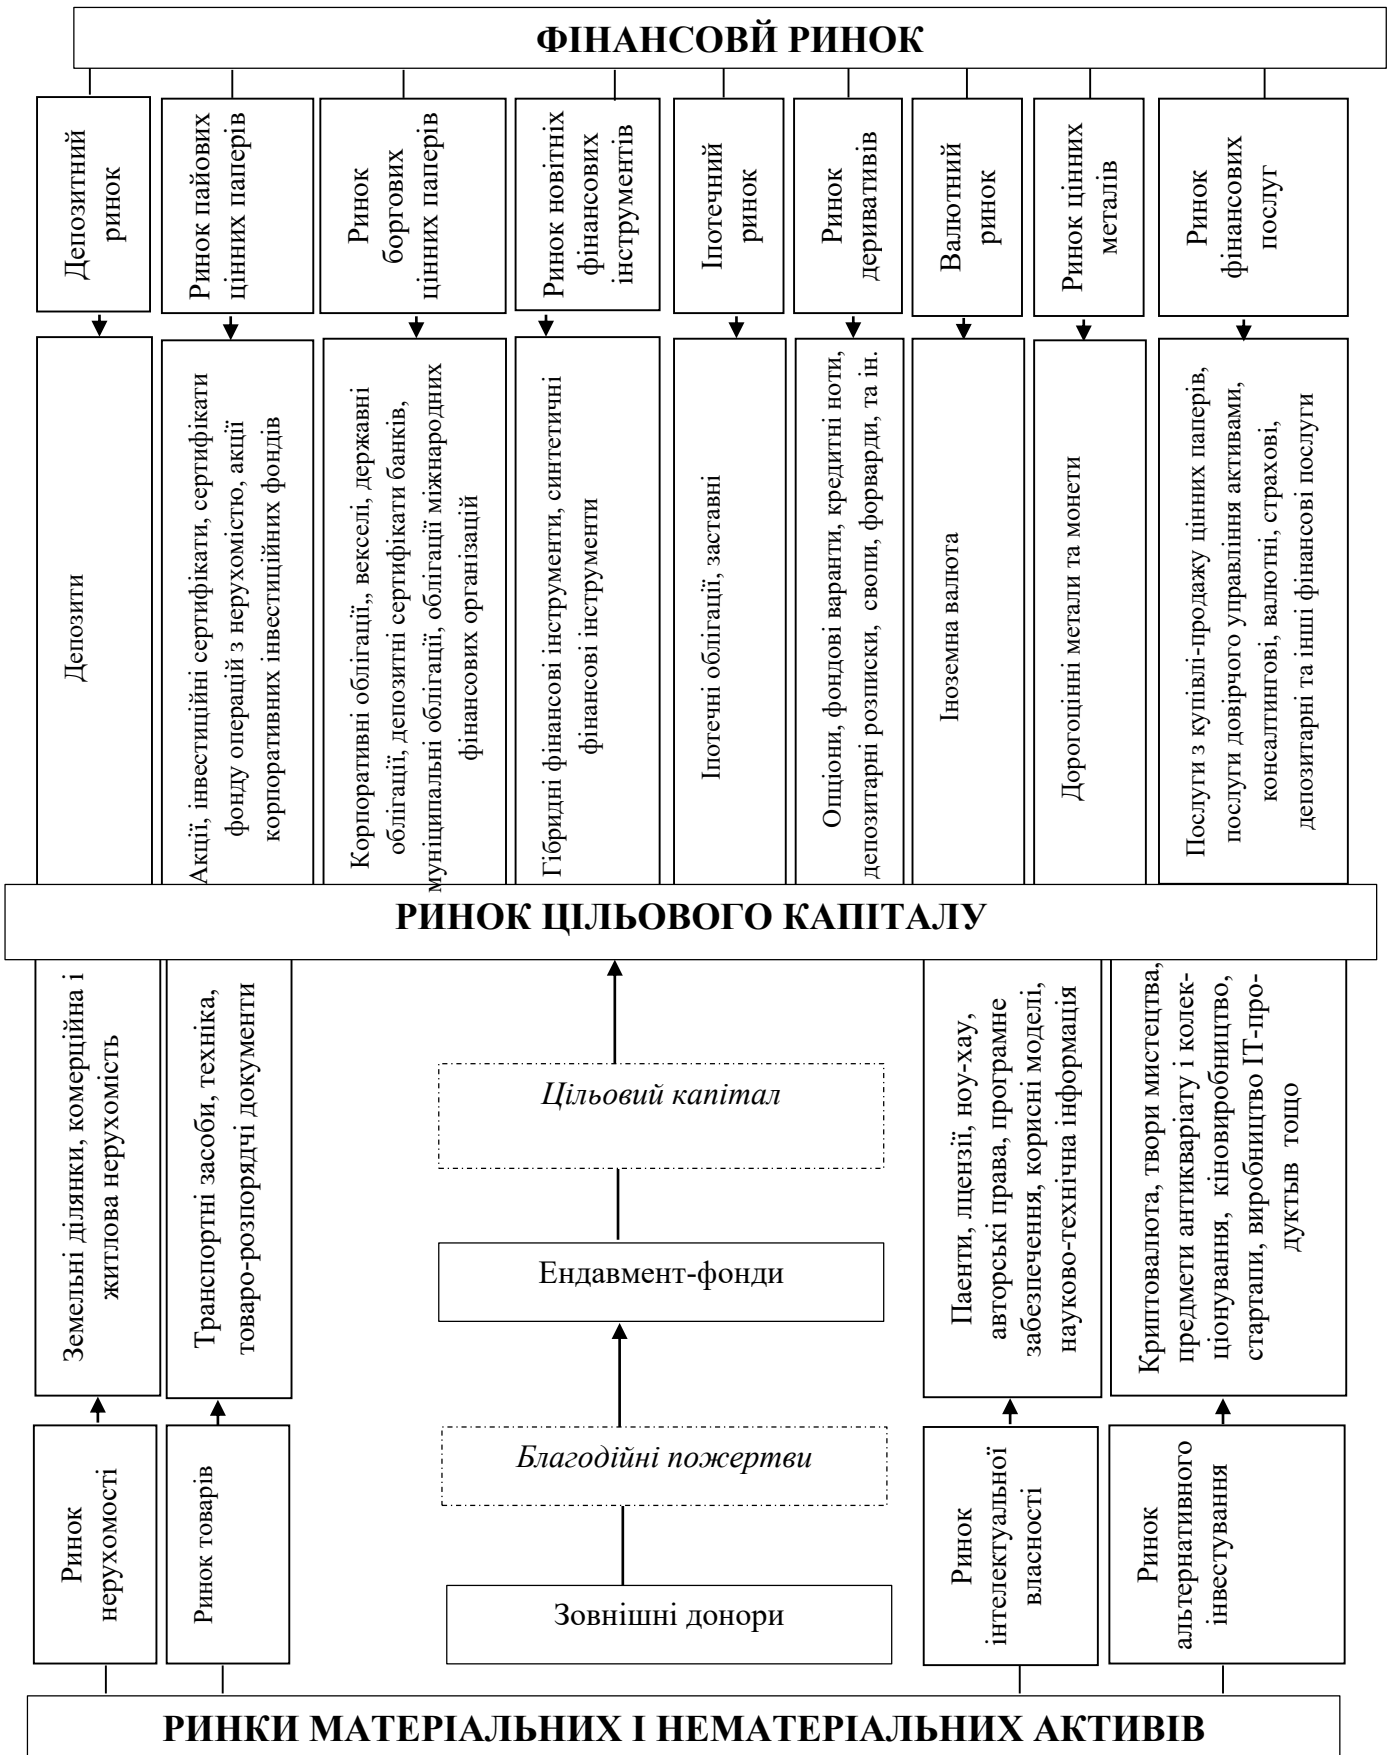 ФІНАНСОВЙ РИНОК
Депозитний
ринок
Ринок пайових
цінних паперів
Ринок
боргових
цінних паперів
Ринок новітніх
фінансових
інструментів
Іпотечний
ринок
Ринок
деривативів
Валютний
ринок
Ринок цінних
металів
Ринок
фінансових
послуг
Депозити
Акції, інвестиційні сертифікати, сертифікати
фонду операцій з нерухомістю, акції
корпоративних інвестиційних фондів
Корпоративні облігації,, векселі, державні
облігації, депозитні сертифікати банків,
муніципальні облігації, облігації міжнародних
фінансових організацій
Гібридні фінансові інструменти, синтетичні
фінансові інструменти
Іпотечні облігації, заставні
Опціони, фондові варанти, кредитні ноти,
депозитарні розписки, свопи, форварди, та ін.
Іноземна валюта
Дорогоцінні метали та монети
Послуги з купівлі-продажу цінних паперів,
послуги довірчого управління активами,
консалтингові, валютні, страхові,
депозитарні та інші фінансові послуги
РИНОК ЦІЛЬОВОГО КАПІТАЛУ
Земельні ділянки, комерційна і
житлова нерухомість
Транспортні засоби, техніка,
товаро-розпорядчі документи
Цільовий капітал
Ендавмент-фонди
Благодійні пожертви
Зовнішні донори
Паенти, лцензії, ноу-хау,
авторські права, програмне
забезпечення, корисні моделі,
науково-технічна інформація
Криптовалюта, твори мистецтва,
предмети антикваріату і колек-
ціонування, кіновиробництво,
стартапи, виробництво ІТ-про-
дуктыв тощо
Ринок
нерухомості
Ринок товарів
Ринок
інтелектуальної
власності
Ринок
альтернативного
інвестування
РИНКИ МАТЕРІАЛЬНИХ І НЕМАТЕРІАЛЬНИХ АКТИВІВ